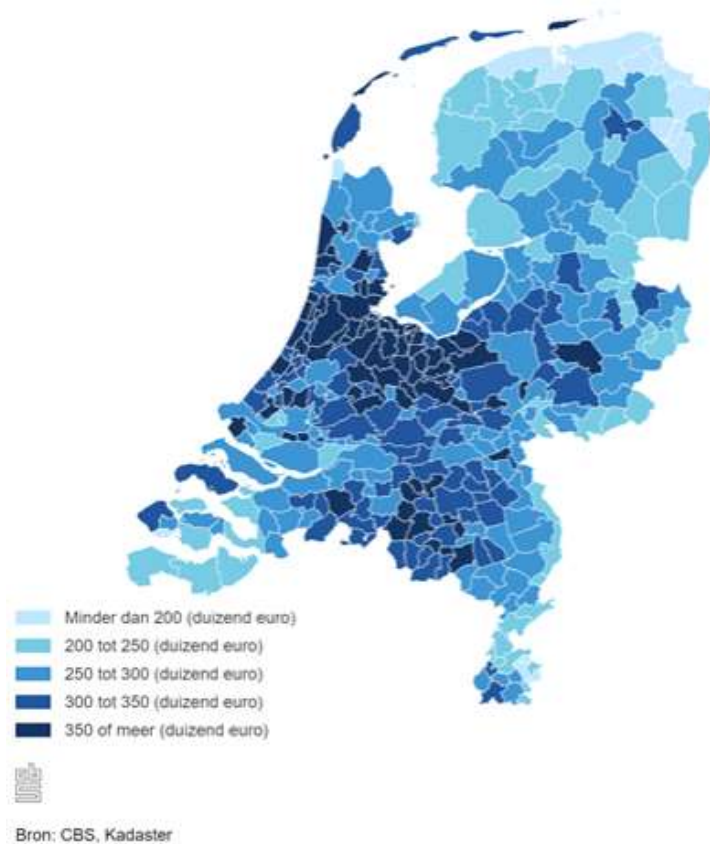 Minder dan 200 (duizend euro)
200 tot 250 (duizend euro)
250 tot 300 (duizend euro)
300 tot 350 (duizend euro)
350 of meer (duizend euro)
Bron: CBS, Kadaster